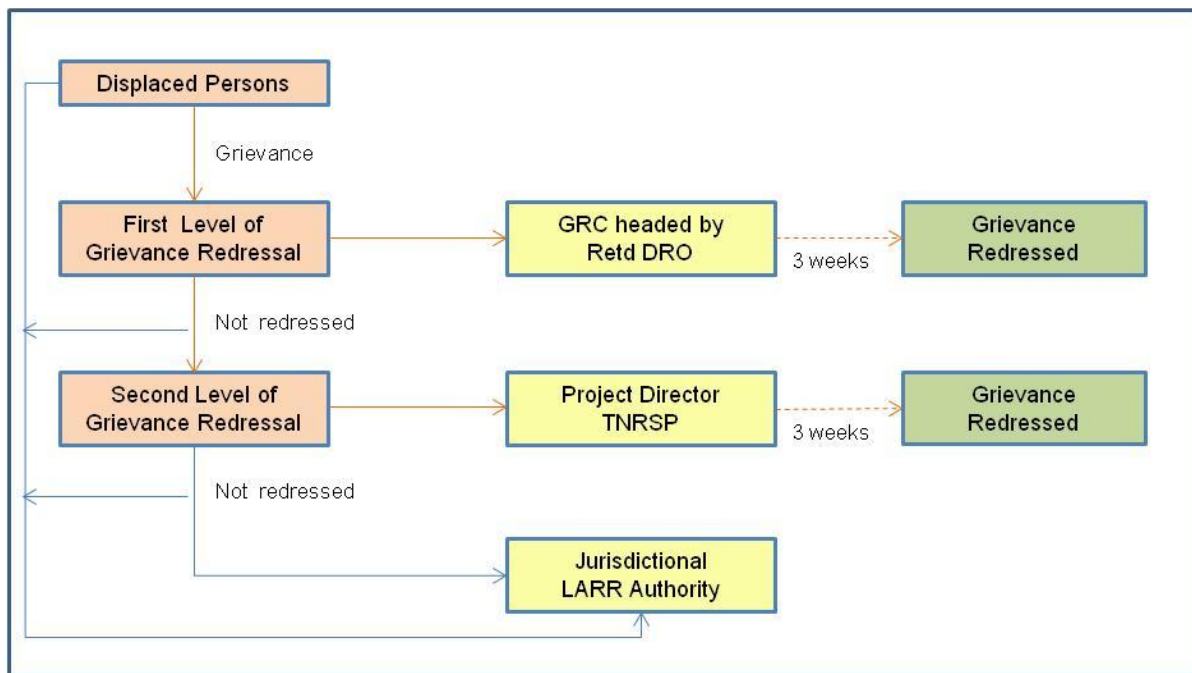 Displaced Persons
Grievance
First Level of
Grievance Redressal
GRC headed by
Retd DRO
3 weeks
Grievance
Redressed
Not redressed
Second Level of
Grievance Redressal
Project Director
TNRSP
3 weeks
Grievance
Redressed
Not redressed
Jurisdictional
LARR Authority